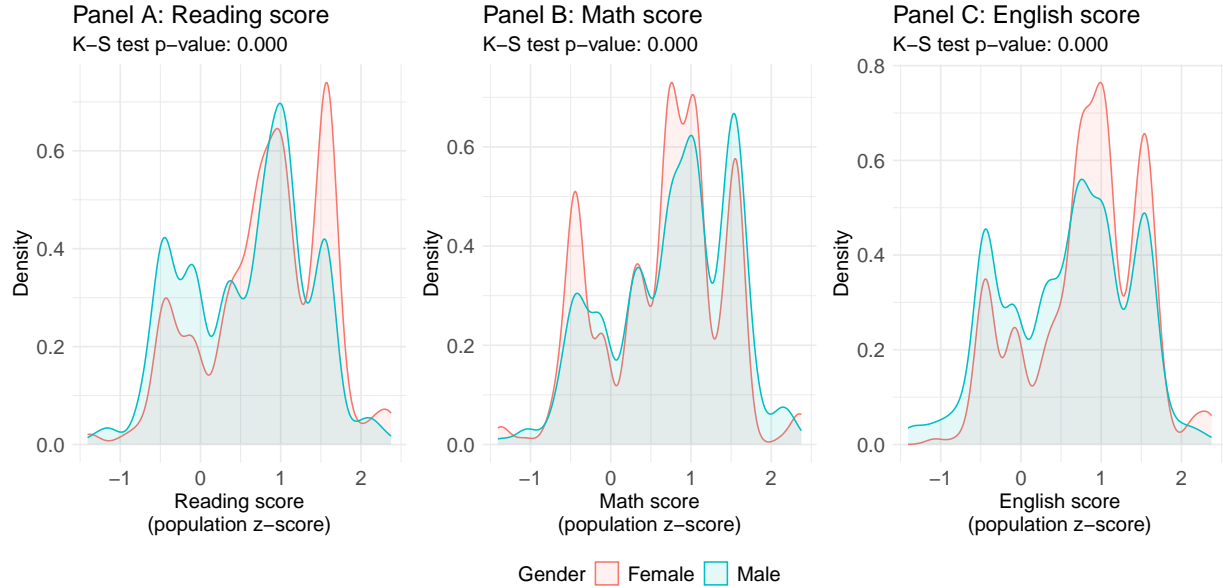 Panel A: Reading score
K−S test p−value: 0.000
Density
0.0
0.2
0.4
0.6
−1
0
1
2
Reading score
(population z−score)
Panel B: Math score
K−S test p−value: 0.000
Density
0.0
0.2
0.4
0.6
−1
0
1
2
Math score
(population z−score)
Panel C: English score
K−S test p−value: 0.000
Density
0.0
0.2
0.4
0.6
0.8
−1
0
1
2
English score
(population z−score)
Gender Female Male